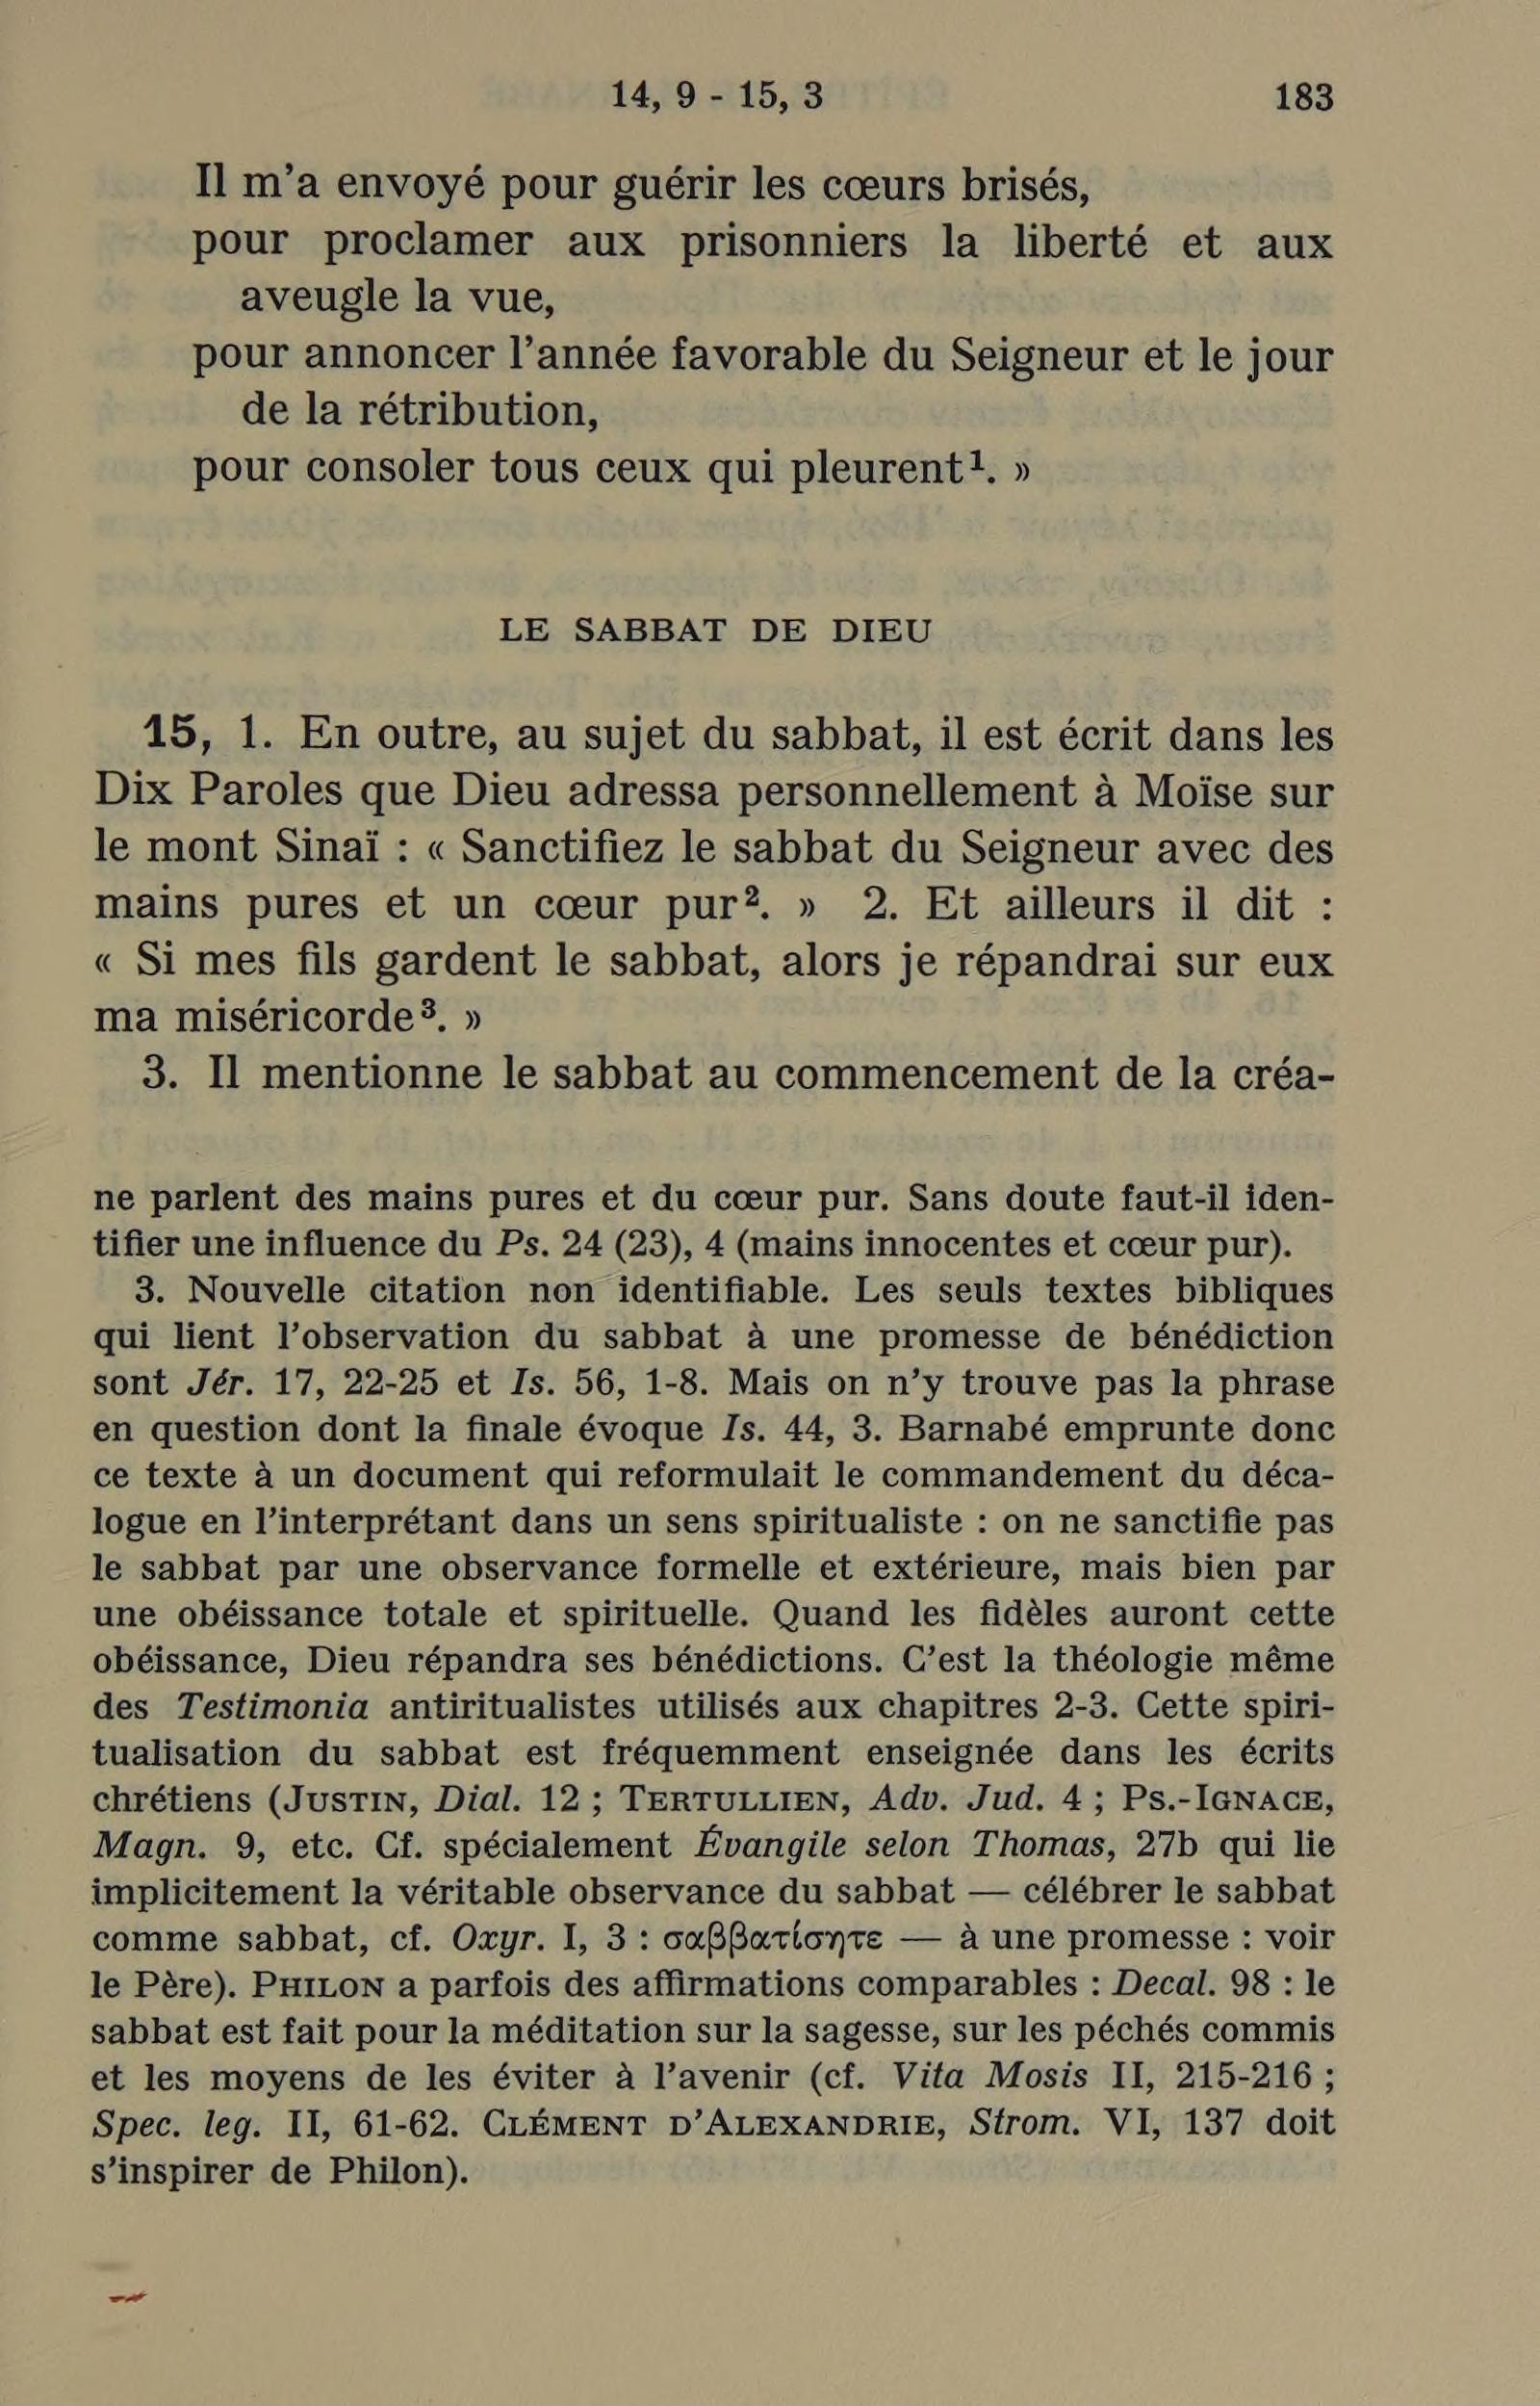 14, 9 - 15, 3 183
Il m'a envoyé pour guérir les cœurs brisés,
pour proclamer aux prisonniers la liberté et aux
aveugle la vue,
pour annoncer l'année favorable du Seigneur et le jour
de la rétribution,
pour consoler tous ceux qui pleurent¹. »
LE SABBAT DE DIEU
15, 1. En outre, au sujet du sabbat, il est écrit dans les
Dix Paroles que Dieu adressa personnellement à Moïse sur
le mont Sinaï : « Sanctifiez le sabbat du Seigneur avec des
mains pures et un cœur pur². » 2. Et ailleurs il dit :
« Si mes fils gardent le sabbat, alors je répandrai sur eux
ma miséricorde³. »
3. Il mentionne le sabbat au commencement de la créa-
ne parlent des mains pures et du cœur pur. Sans doute faut-il iden-
tifier une influence du Ps. 24 (23), 4 (mains innocentes et cœur pur).
3. Nouvelle citation non identifiable. Les seuls textes bibliques
qui lient l'observation du sabbat à une promesse de bénédiction
sont Jér. 17, 22-25 et Is. 56, 1-8. Mais on n'y trouve pas la phrase
en question dont la finale évoque Is. 44, 3. Barnabé emprunte donc
ce texte à un document qui reformulait le commandement du déca-
logue en l'interprétant dans un sens spiritualiste : on ne sanctifie pas
le sabbat par une observance formelle et extérieure, mais bien par
une obéissance totale et spirituelle. Quand les fidèles auront cette
obéissance, Dieu répandra ses bénédictions. C'est la théologie même
des Testimonia antiritualistes utilisés aux chapitres 2-3. Cette spiri-
tualisation du sabbat est fréquemment enseignée dans les écrits
chrétiens (JUSTIN, Dial. 12 ; TERTULLIEN, Adv. Jud. 4 ; Ps.-IGNACE,
Magn. 9, etc. Cf. spécialement Évangile selon Thomas, 27b qui lie
implicitement la véritable observance du sabbat — célébrer le sabbat
comme sabbat, cf. Oxyr. I, 3 : σαββατίσητε — à une promesse : voir
le Père). PHILON a parfois des affirmations comparables : Decal. 98 : le
sabbat est fait pour la méditation sur la sagesse, sur les péchés commis
et les moyens de les éviter à l'avenir (cf. Vita Mosis II, 215-216 ;
Spec. leg. II, 61-62. CLÉMENT D'ALEXANDRIE, Strom. VI, 137 doit
s'inspirer de Philon).